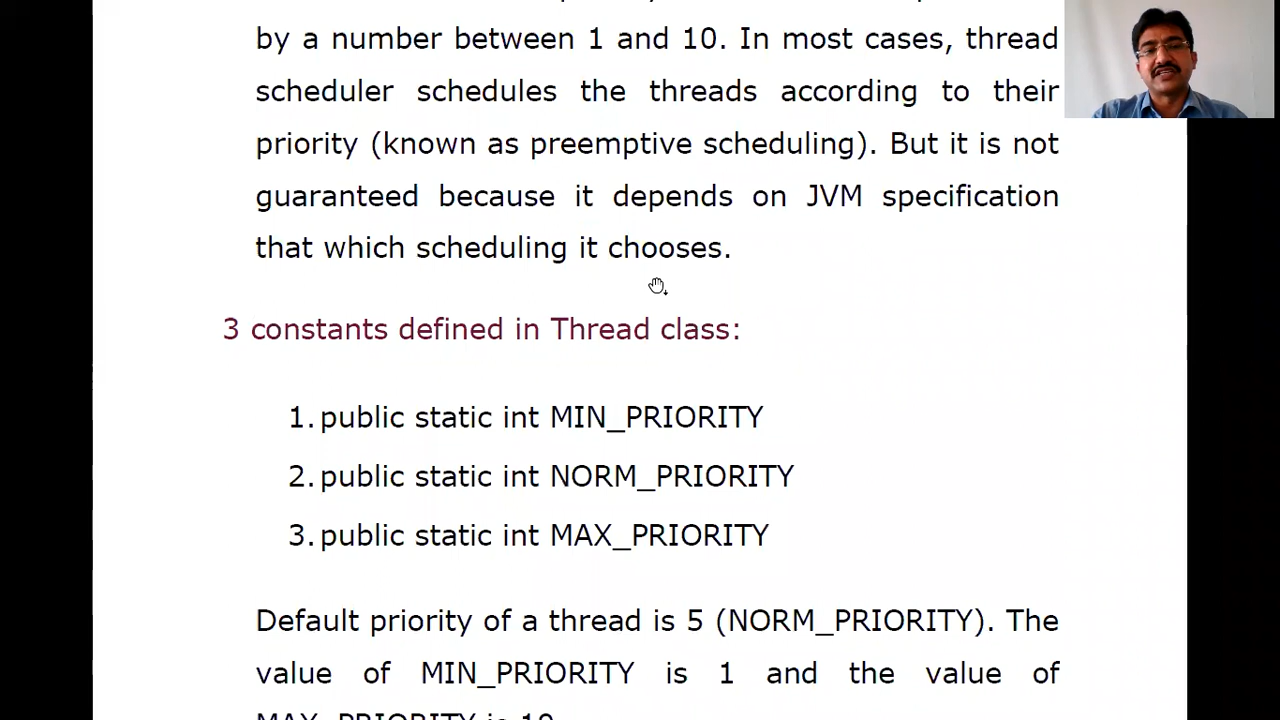 by a number between 1 and 10. In most cases, thread
scheduler schedules the threads according to their
priority (known as preemptive scheduling). But it is not
guaranteed because it depends on JVM specification
that which scheduling it chooses.
3 constants defined in Thread class:
1. public static int MIN_PRIORITY
2. public static int NORM_PRIORITY
3. public static int MAX_PRIORITY
Default priority of a thread is 5 (NORM_PRIORITY). The
value of MIN_PRIORITY is 1 and the value of
MAX_PRIORITY is 10